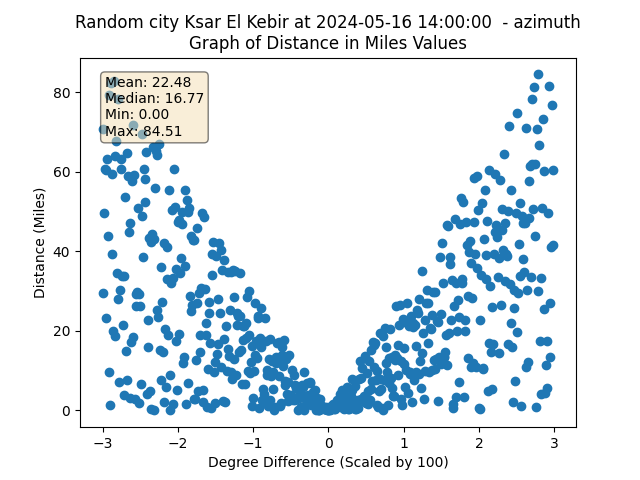 Random city Ksar El Kebir at 2024-05-16 14:00:00  - azimuth
Graph of Distance in Miles Values
Mean: 22.48
Median: 16.77
Min: 0.00
Max: 84.51
Distance (Miles)
80
60
40
20
0
−3 −2 −1 0 1 2 3
Degree Difference (Scaled by 100)